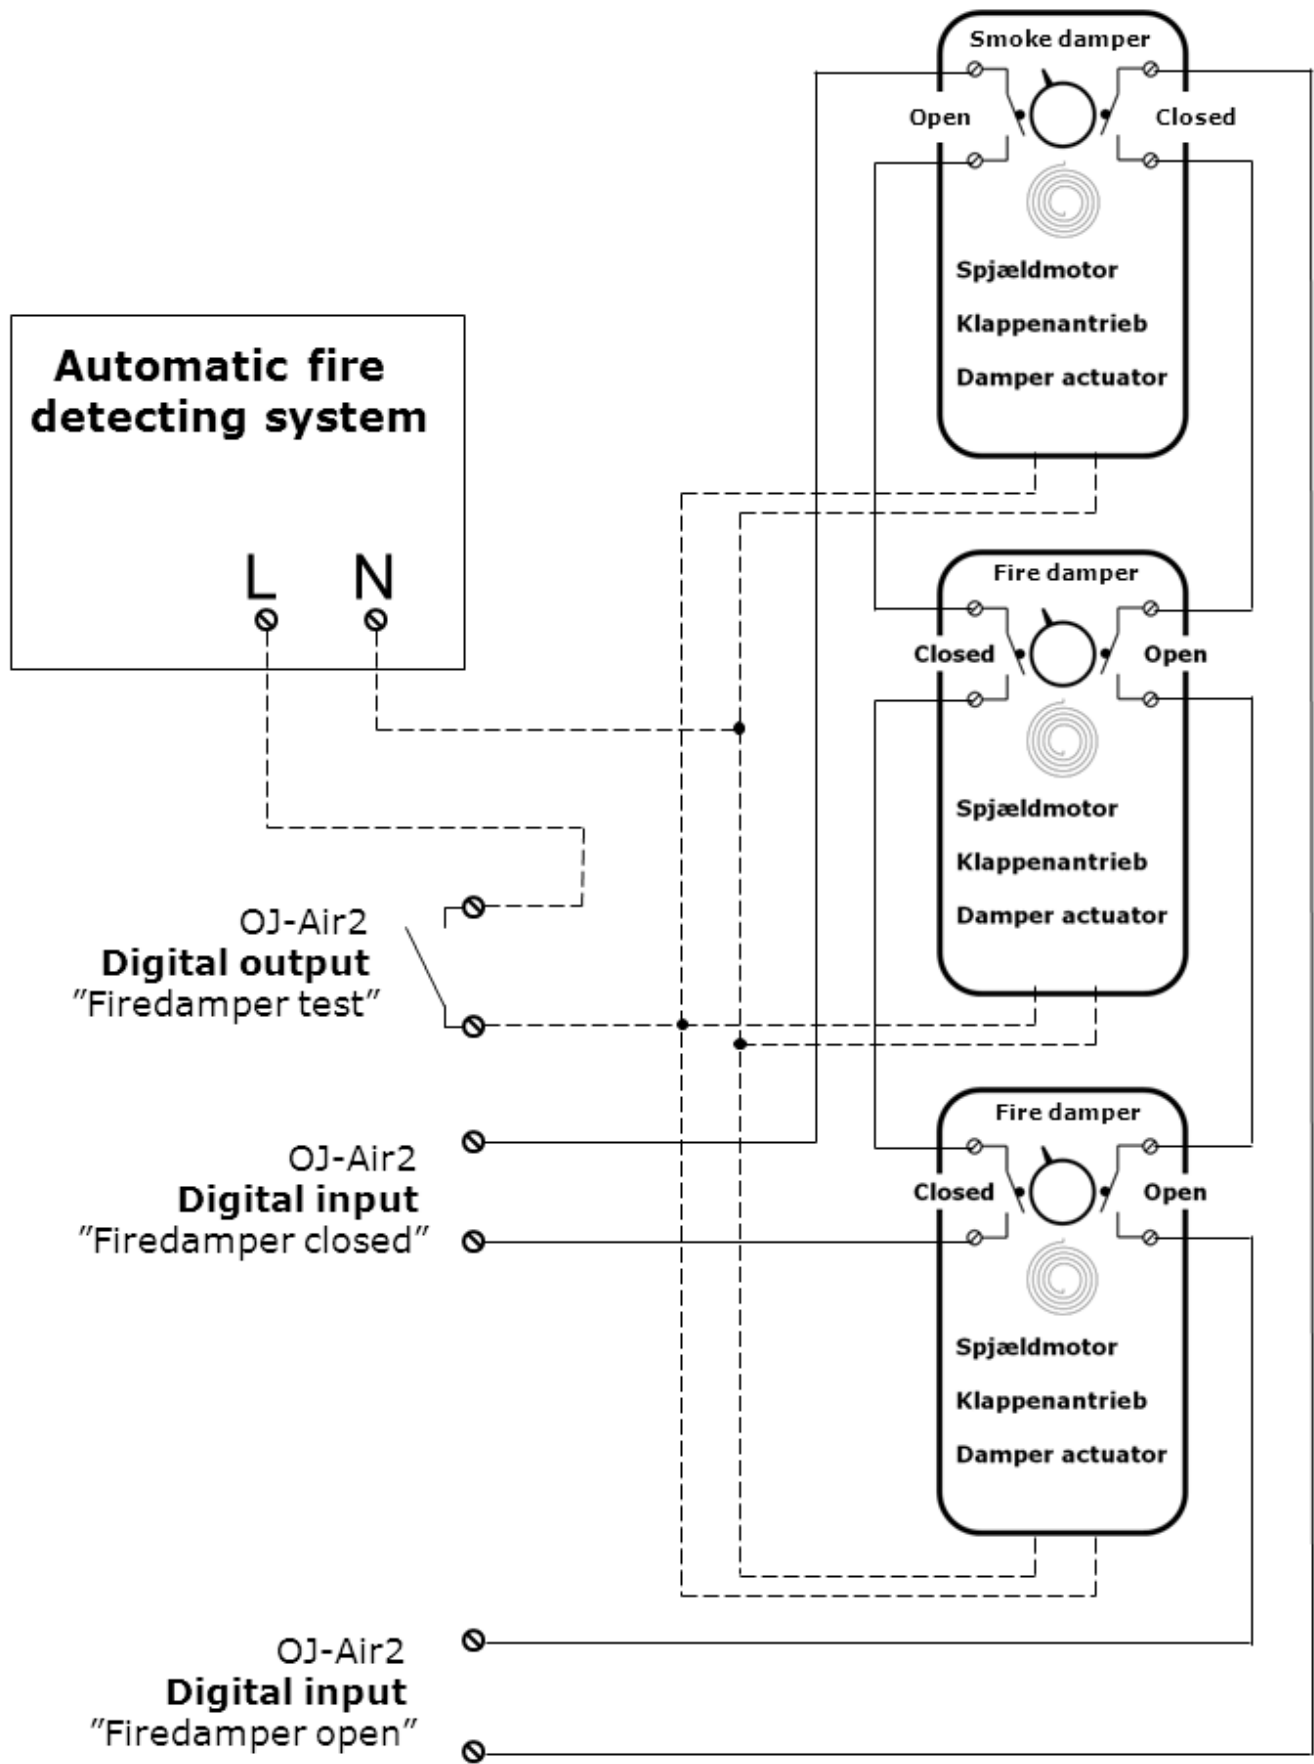 Smoke damper
Open
Closed
Spjældmotor
Klappenantrieb
Damper actuator
Automatic fire
detecting system
L N
Fire damper
Closed
Open
Spjældmotor
Klappenantrieb
Damper actuator
OJ-Air2
Digital output
"Firedamper test"
OJ-Air2
Digital input
"Firedamper closed"
Fire damper
Closed
Open
Spjældmotor
Klappenantrieb
Damper actuator
OJ-Air2
Digital input
"Firedamper open"